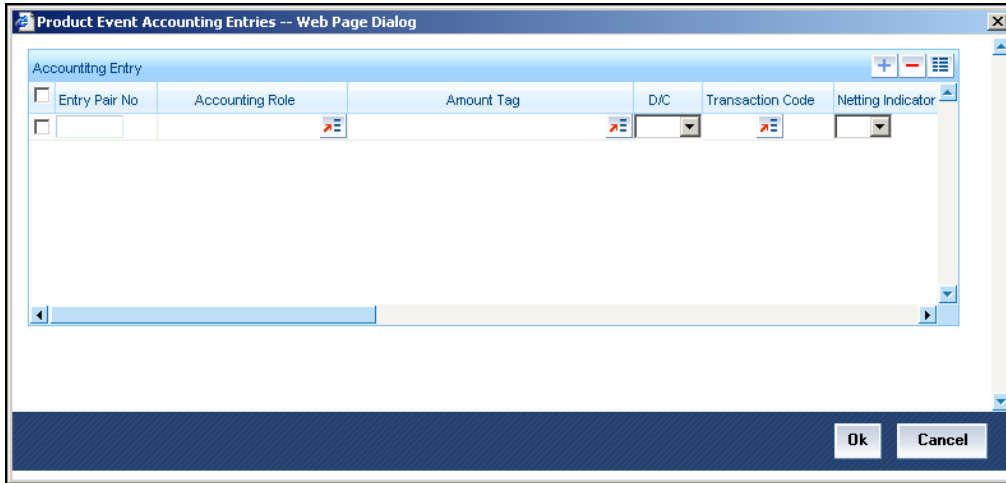 Product Event Accounting Entries -- Web Page Dialog
Accountitng Entry
Entry Pair No Accounting Role Amount Tag D/C Transaction Code Netting Indicator
Ok Cancel